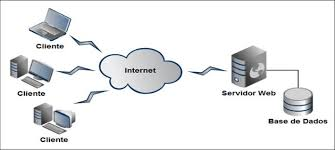 Cliente
Cliente
Cliente
Internet
Servidor Web
Base de Dados